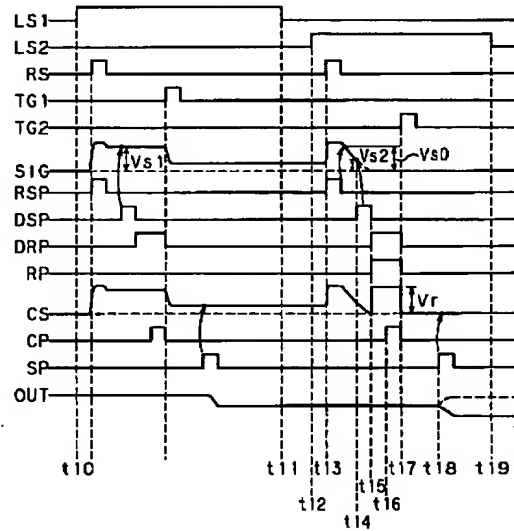 LS1
LS2
RS
TG1
TG2
Vs1
Vs2
Vs0
SIG
RSP
DSP
DRP
RP
CS
Vr
CP
SP
OUT
t10
t11
t13
t17
t18
t19
t15
t12
t16
t14